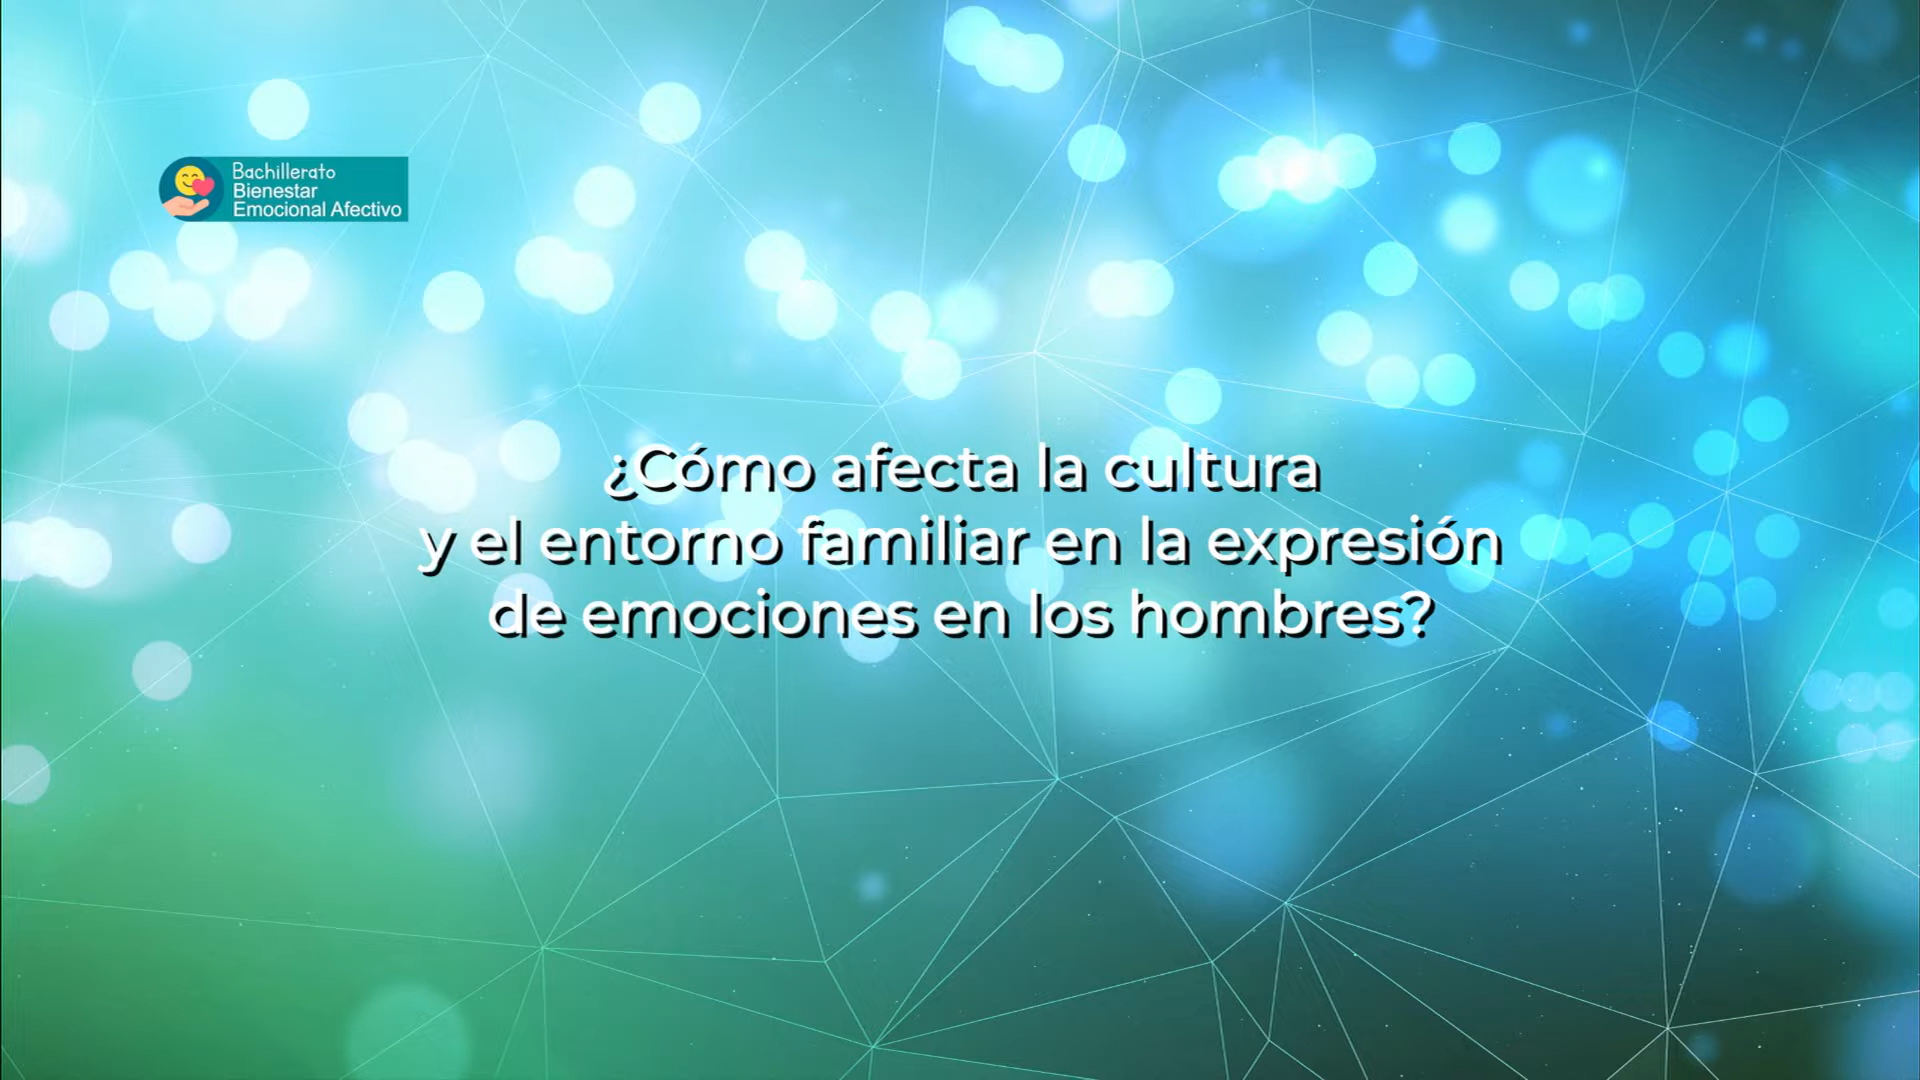 Bachillerato
Bienestar
Emocional Afectivo
¿Cómo afecta la cultura
y el entorno familiar en la expresión
de emociones en los hombres?